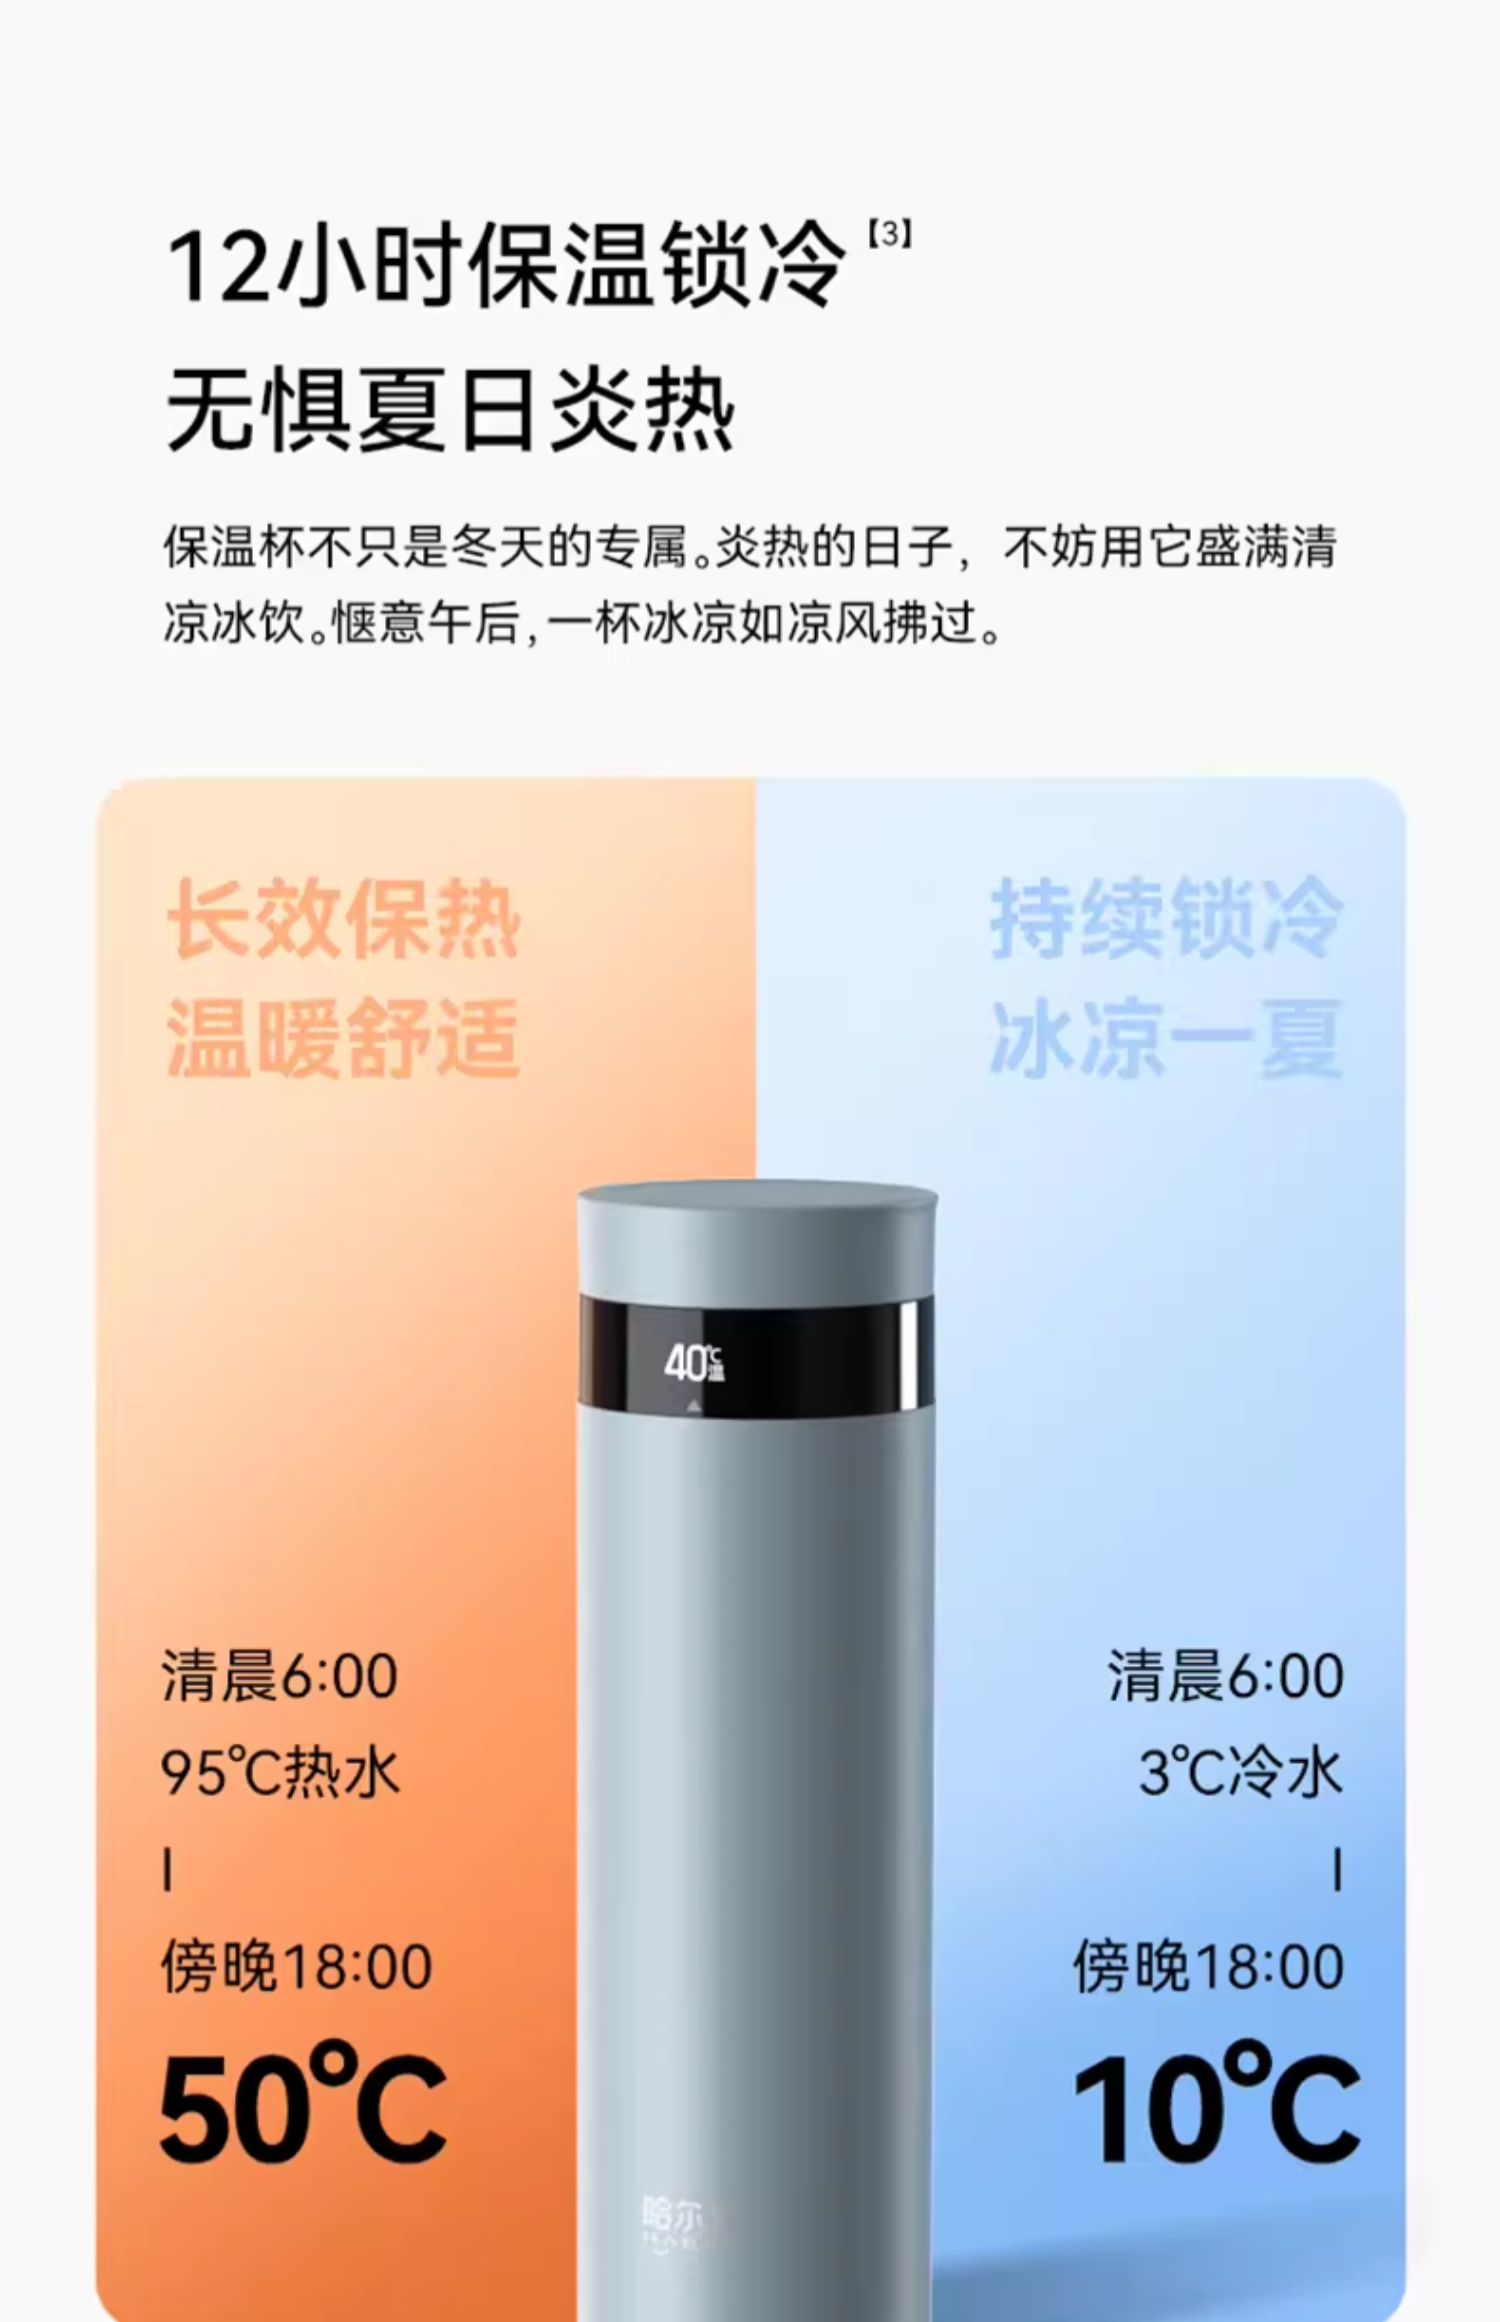 12小时保温锁冷【3】
无惧夏日炎热
保温杯不只是冬天的专属。炎热的日子，不妨用它盛满清
凉冰饮。惬意午后，一杯冰凉如凉风拂过。
长效保热
温暖舒适
持续锁冷
冰凉一夏
40℃温
清晨6:00
95℃热水
傍晚18:00
50℃
清晨6:00
3℃冷水
傍晚18:00
10℃
哈尔